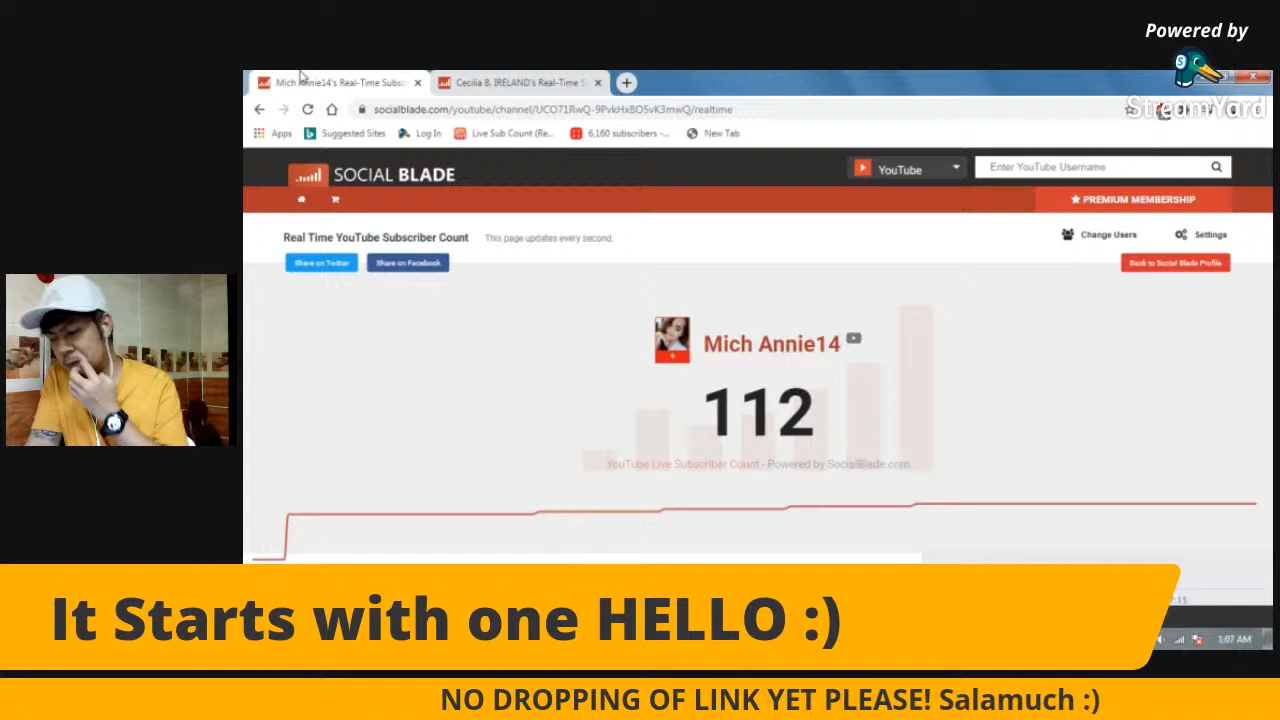 Powered by
StreamYard
Mich Annie14's Real-Time Subsc
Cecilia B. IRELAND's Real-Time S
socialblade.com/youtube/channel/UCO71RwQ-9PvkHxBO5vK3mwQ/realtime
Apps
Suggested Sites
Log In
Live Sub Count (Re...
6,160 subscribers -...
New Tab
SOCIAL BLADE
YouTube
Enter YouTube Username
PREMIUM MEMBERSHIP
Real Time YouTube Subscriber Count
This page updates every second.
Change Users
Settings
Share on Twitter
Share on Facebook
Back to Social Blade Profile
Mich Annie14
112
YouTube Live Subscriber Count - Powered by SocialBlade.com
It Starts with one HELLO :)
1:07 AM
NO DROPPING OF LINK YET PLEASE! Salamuch :)